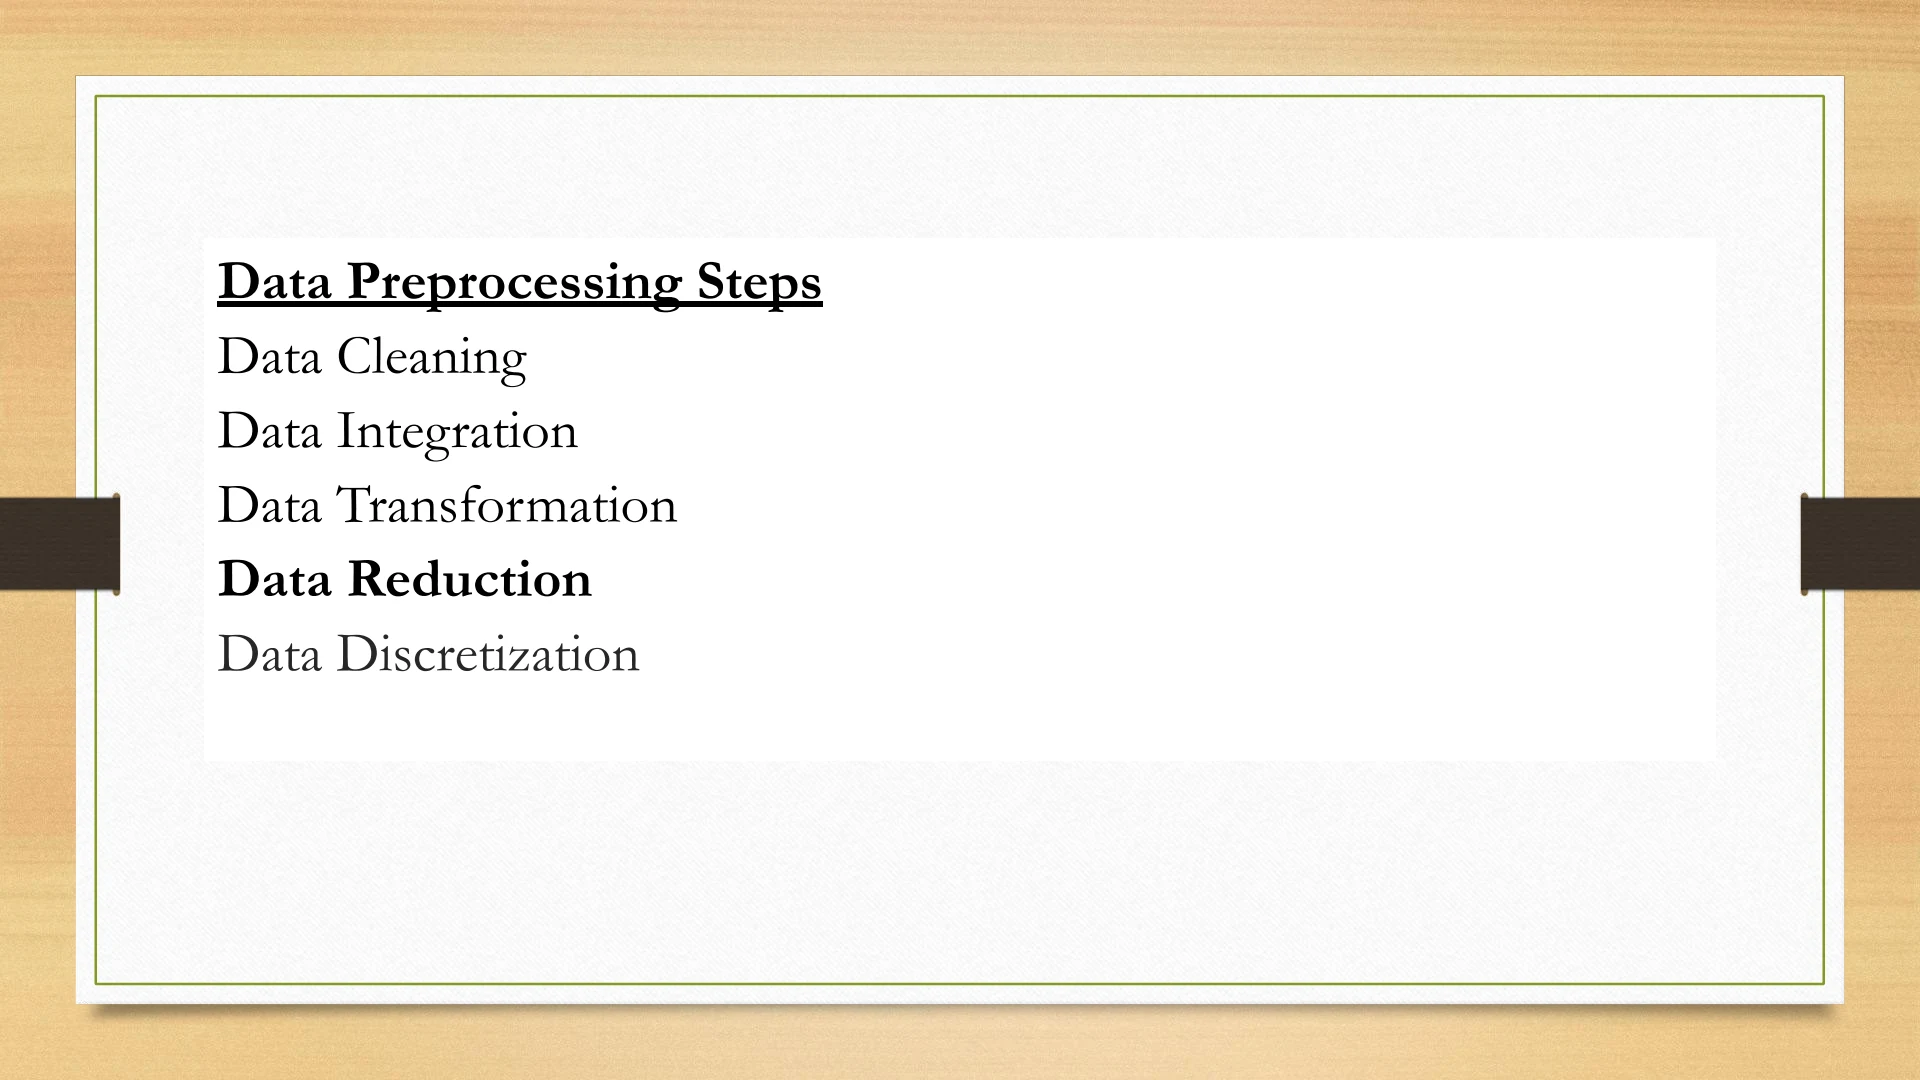 Data Preprocessing Steps
Data Cleaning
Data Integration
Data Transformation
Data Reduction
Data Discretization